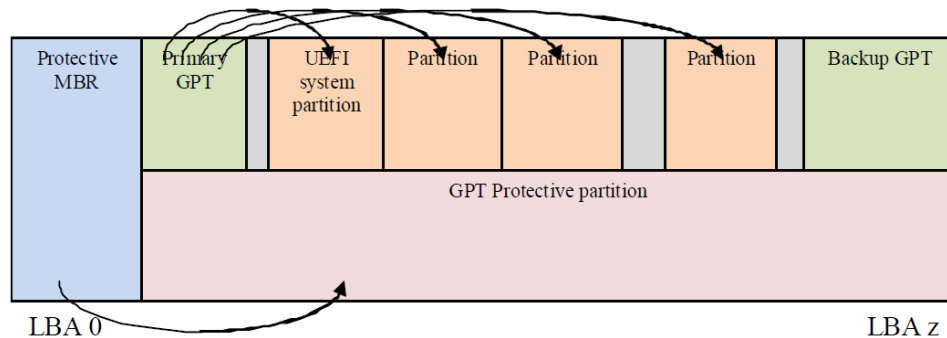 Protective
MBR
Primary
GPT
UEFI
system
partition
Partition
Partition
Partition
Backup GPT
GPT Protective partition
LBA 0
LBA z